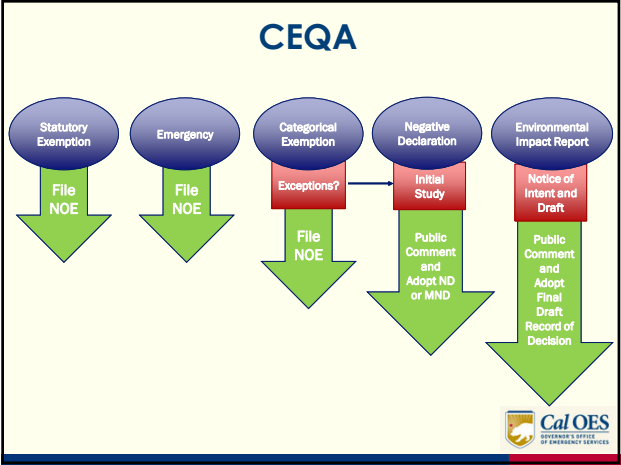 CEQA
Statutory
Exemption
File
NOE
Emergency
File
NOE
Categorical
Exemption
Exceptions?
File
NOE
Negative
Declaration
Initial
Study
Public
Comment
and
Adopt ND
or MND
Environmental
Impact Report
Notice of
Intent and
Draft
Public
Comment
and
Adopt
Final
Draft
Record of
Decision
Cal OES
GOVERNOR'S OFFICE
OF EMERGENCY SERVICES